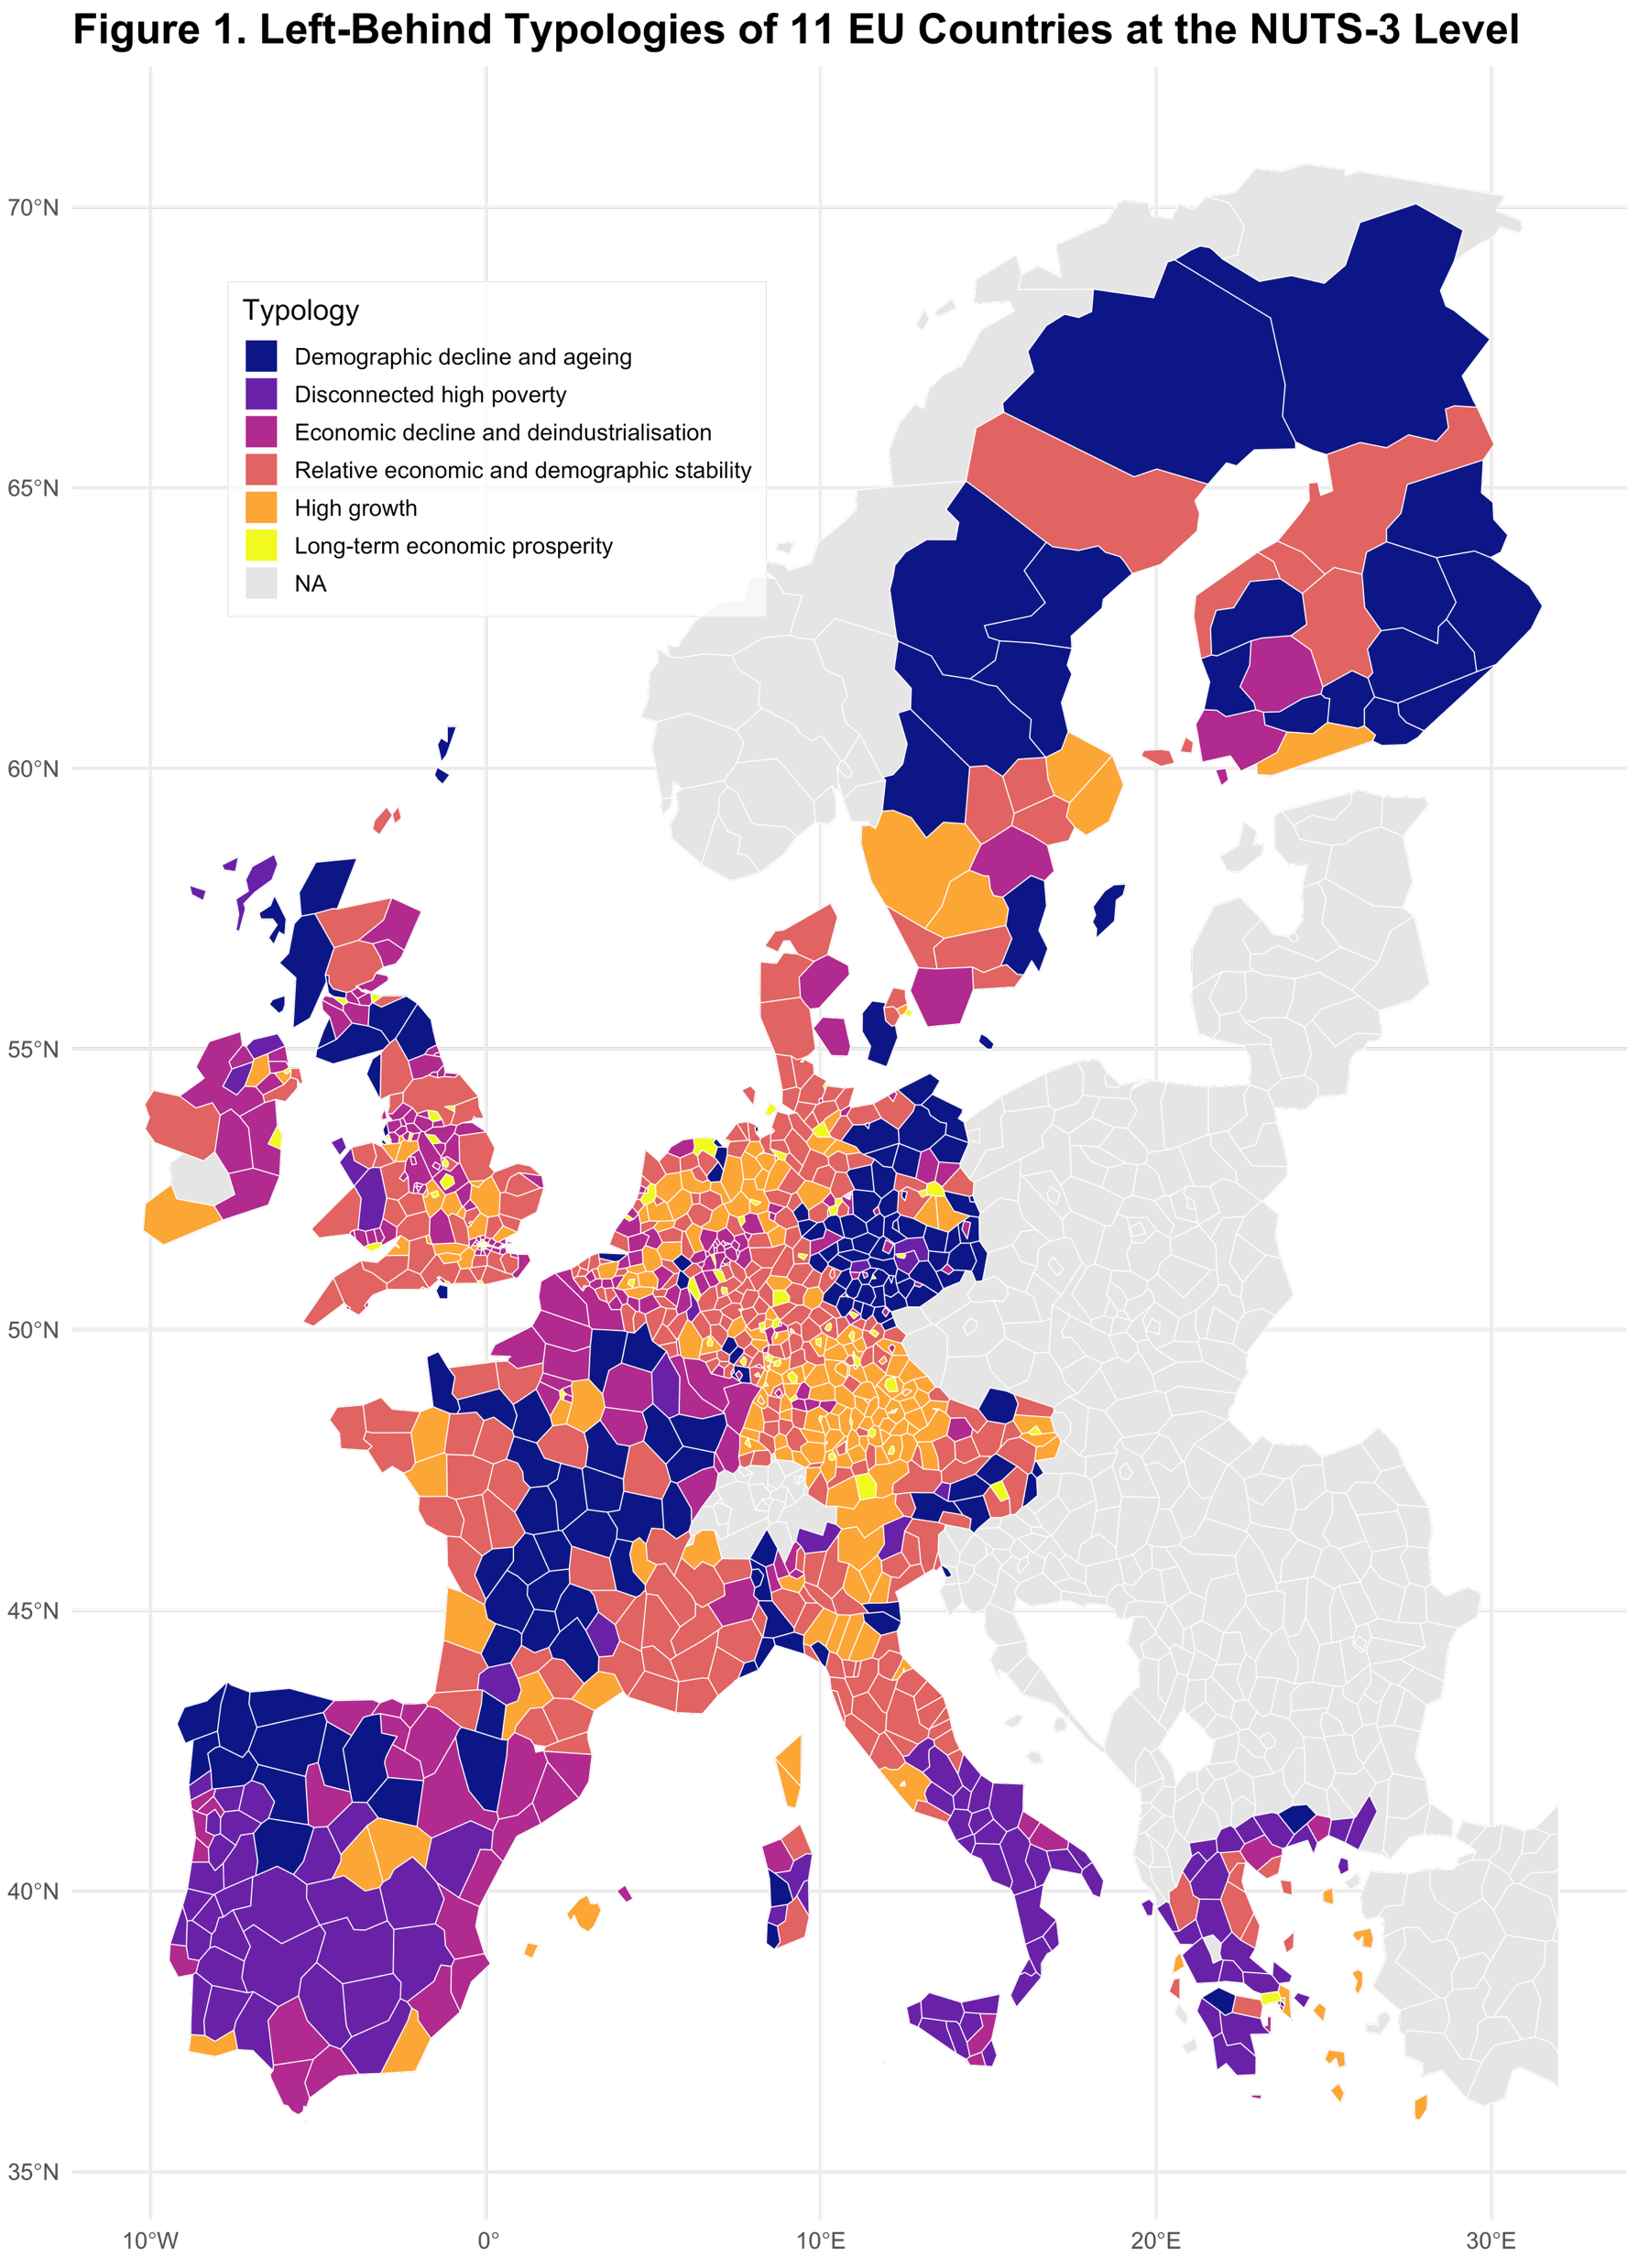 Figure 1. Left-Behind Typologies of 11 EU Countries at the NUTS-3 Level
70°N
Typology
Demographic decline and ageing
Disconnected high poverty
Economic decline and deindustrialisation
Relative economic and demographic stability
65°N
High growth
Long-term economic prosperity
NA
60°N
55°N
50°N
45°N
40°N
35°N
10°W
0°
10°E
20°E
30°E